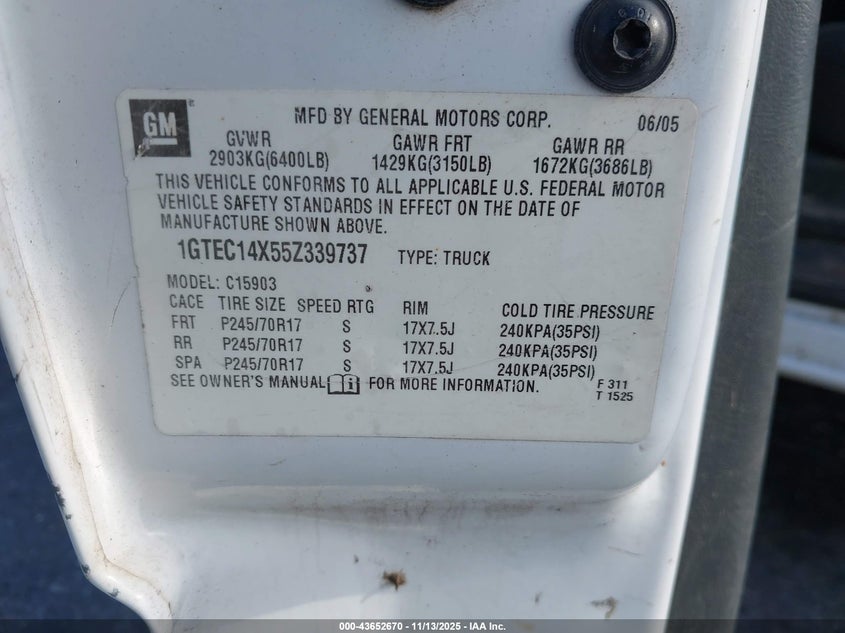 06/05
GM
MFD BY GENERAL MOTORS CORP.
GVWR GAWR FRT GAWR RR
2903KG(6400LB) 1429KG(3150LB) 1672KG(3686LB)
THIS VEHICLE CONFORMS TO ALL APPLICABLE U.S. FEDERAL MOTOR
VEHICLE SAFETY STANDARDS IN EFFECT ON THE DATE OF
MANUFACTURE SHOWN ABOVE.
1GTEC14X55Z339737 TYPE: TRUCK
MODEL: C15903
CACE TIRE SIZE SPEED RTG RIM COLD TIRE PRESSURE
FRT P245/70R17 S 17X7.5J 240KPA(35PSI)
RR P245/70R17 S 17X7.5J 240KPA(35PSI)
SPA P245/70R17 S 17X7.5J 240KPA(35PSI)
SEE OWNER'S MANUAL FOR MORE INFORMATION.
F 311
T 1525
000-43652670 - 11/13/2025 - IAA Inc.